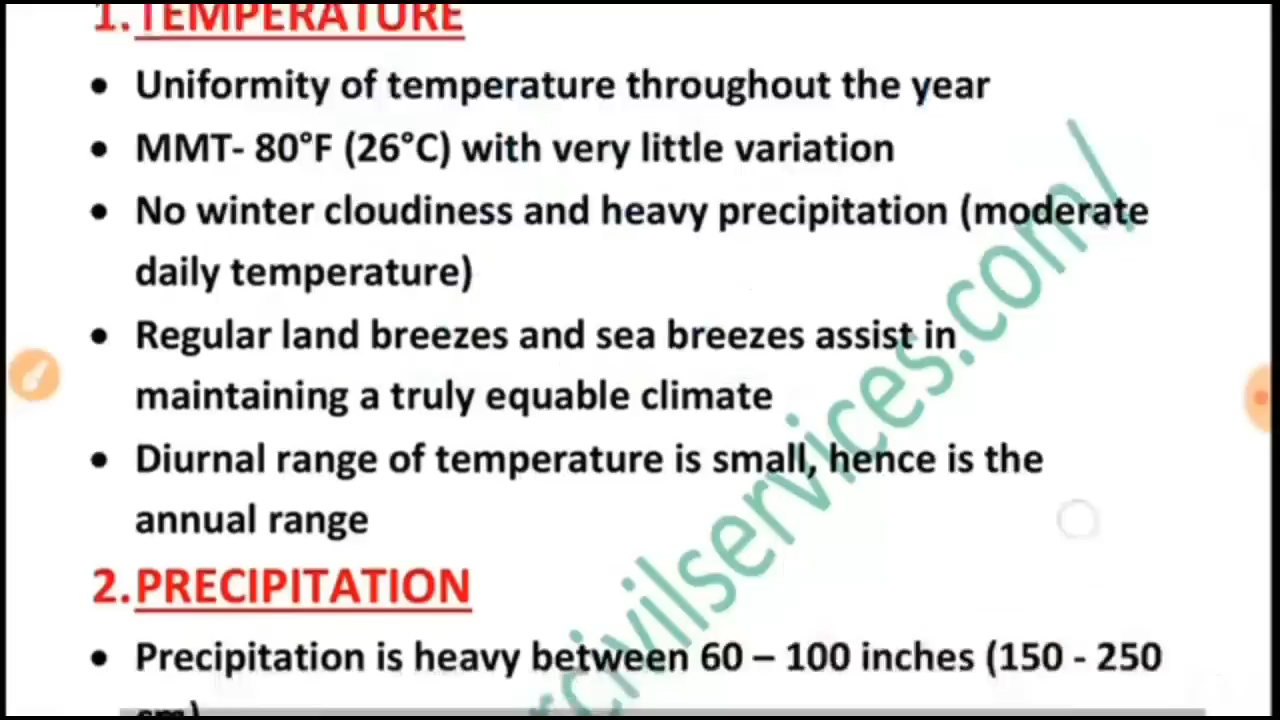 1. TEMPERATURE
• Uniformity of temperature throughout the year
• MMT- 80°F (26°C) with very little variation
• No winter cloudiness and heavy precipitation (moderate
daily temperature)
• Regular land breezes and sea breezes assist in
maintaining a truly equable climate
• Diurnal range of temperature is small, hence is the
annual range
2. PRECIPITATION
• Precipitation is heavy between 60 – 100 inches (150 - 250
cm)
rcivilservices.com/